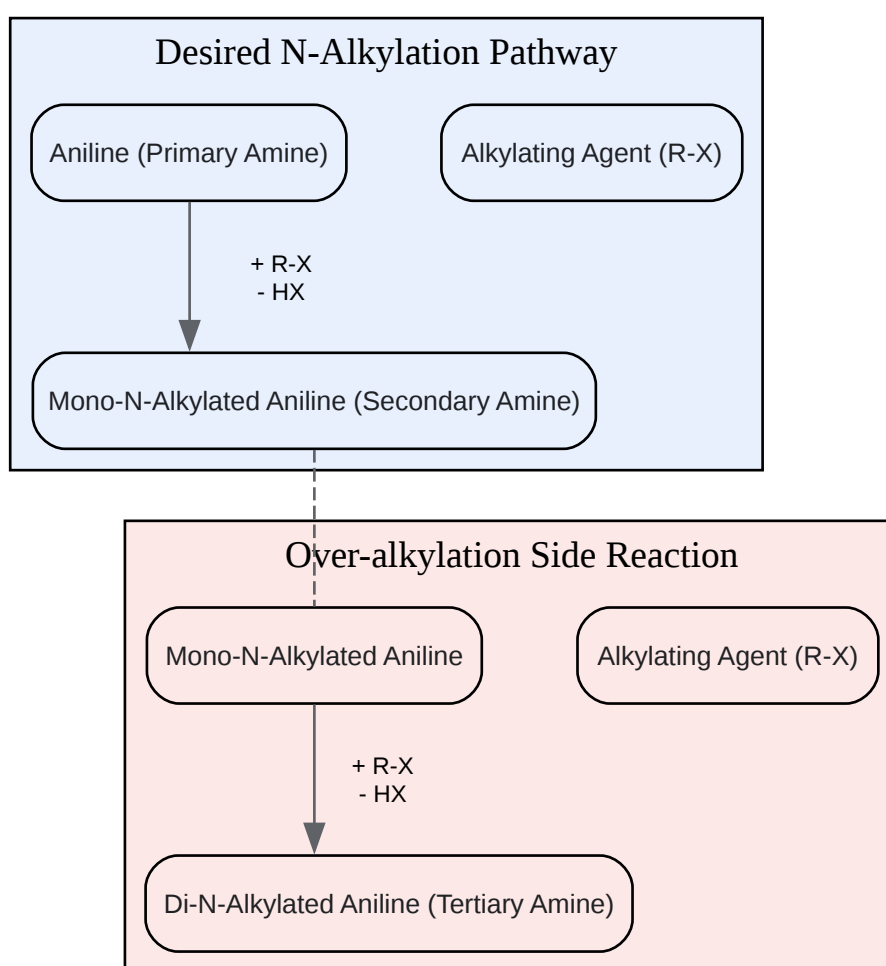 Desired N-Alkylation Pathway
Aniline (Primary Amine)
Alkylating Agent (R-X)
+ R-X
- HX
Mono-N-Alkylated Aniline (Secondary Amine)
Over-alkylation Side Reaction
Mono-N-Alkylated Aniline
Alkylating Agent (R-X)
+ R-X
- HX
Di-N-Alkylated Aniline (Tertiary Amine)